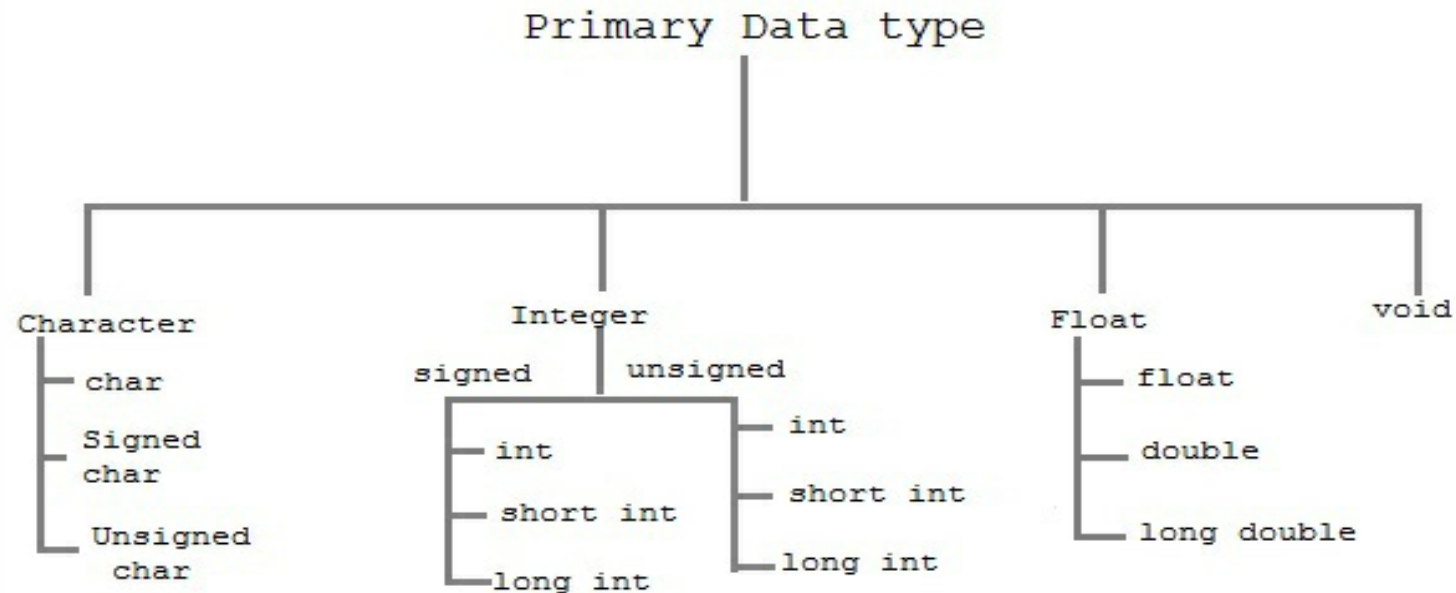 Primary Data type
Character
char
Signed
char
Unsigned
char
Integer
signed
int
short int
long int
unsigned
int
short int
long int
Float
float
double
long double
void